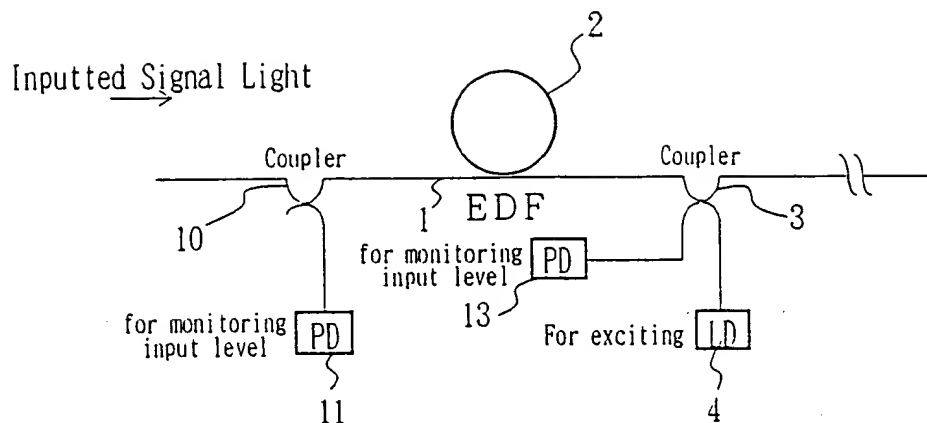 2
Inputted Signal Light
Coupler
Coupler
10
1
EDF
3
for monitoring
input level
PD
13
for monitoring
input level
PD
11
For exciting
LD
4